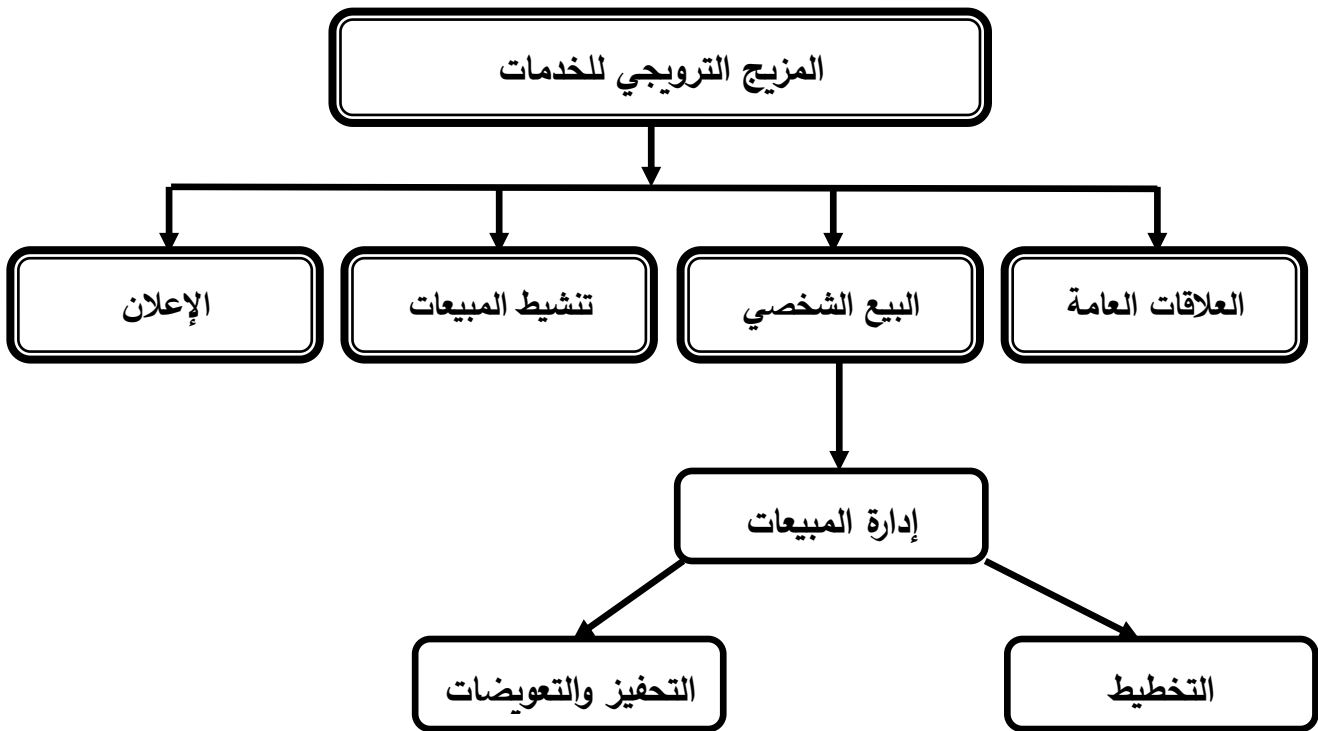 المزيج الترويجي للخدمات
العلاقات العامة
البيع الشخصي
تنشيط المبيعات
الإعلان
إدارة المبيعات
التخطيط
التحفيز والتعويضات